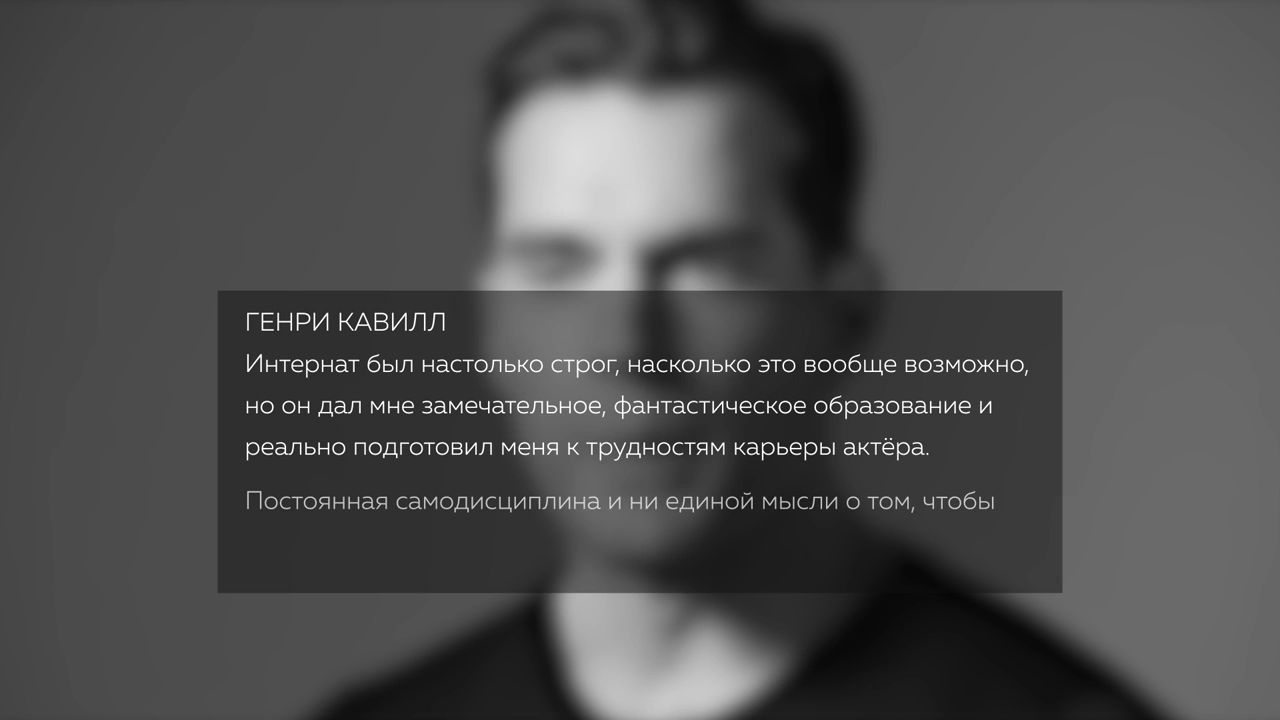 ГЕНРИ КАВИЛЛ
Интернат был настолько строг, насколько это вообще возможно,
но он дал мне замечательное, фантастическое образование и
реально подготовил меня к трудностям карьеры актёра.
Постоянная самодисциплина и ни единой мысли о том, чтобы